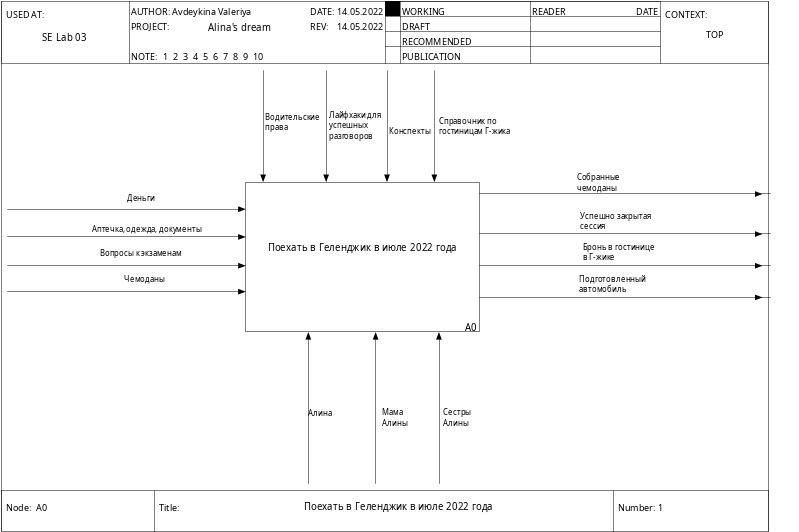 USED AT:
SE Lab 03
AUTHOR: Avdeykina Valeriya
DATE: 14.05.2022
PROJECT: Alina's dream
REV: 14.05.2022
NOTE: 1 2 3 4 5 6 7 8 9 10
WORKING
DRAFT
RECOMMENDED
PUBLICATION
READER DATE
CONTEXT:
TOP
Водительские
права
Лайфхаки для
успешных
разговоров
Конспекты
Справочник по
гостиницам Г-жика
Деньги
Аптечка, одежда, документы
Вопросы к экзаменам
Чемоданы
Поехать в Геленджик в июле 2022 года
A0
Собранные
чемоданы
Успешно закрытая
сессия
Бронь в гостинице
в Г-жике
Подготовленный
автомобиль
Алина
Мама
Алины
Сестры
Алины
Node: A0
Title: Поехать в Геленджик в июле 2022 года
Number: 1